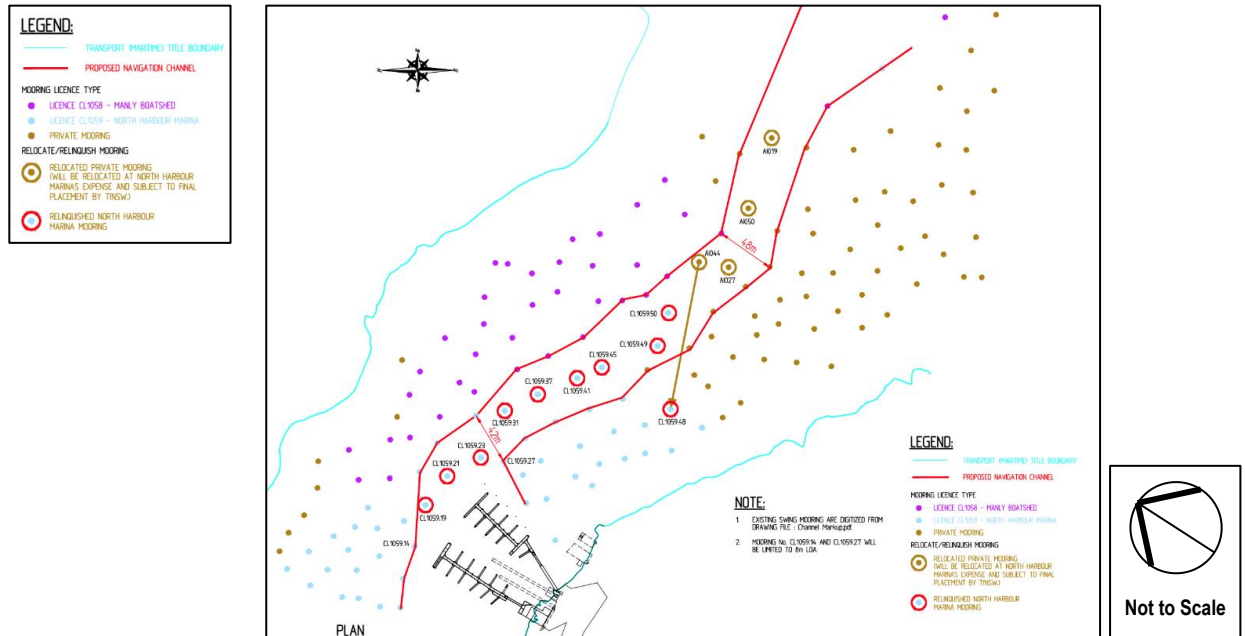 LEGEND:
TRANSPORT (MARITIME) TITLE BOUNDARY
PROPOSED NAVIGATION CHANNEL
MOORING LICENCE TYPE
LICENCE CL1058 - MANLY BOATSHED
LICENCE CL1059 - NORTH HARBOUR MARINA
PRIVATE MOORING
RELOCATE/RELINQUISH MOORING
RELOCATED PRIVATE MOORING
(WILL BE RELOCATED AT NORTH HARBOUR
MARINAS EXPENSE AND SUBJECT TO FINAL
PLACEMENT BY TfNSW.)
RELINQUISHED NORTH HARBOUR
MARINA MOORING
AI019
AI050
48m
AI044
AI027
CL1059.50
CL1059.49
CL1059.45
CL1059.41
CL1059.37
CL1059.31
CL1059.48
42m
CL1059.23
CL1059.27
CL1059.21
CL1059.19
CL1059.14
PLAN
NOTE:
1. EXISTING SWING MOORING ARE DIGITIZED FROM
DRAWING FILE : Channel Markup.pdf.
2. MOORING No. CL1059.14 AND CL1059.27 WILL
BE LIMITED TO 8m LOA.
LEGEND:
TRANSPORT (MARITIME) TITLE BOUNDARY
PROPOSED NAVIGATION CHANNEL
MOORING LICENCE TYPE
LICENCE CL1058 - MANLY BOATSHED
LICENCE CL1059 - NORTH HARBOUR MARINA
PRIVATE MOORING
RELOCATE/RELINQUISH MOORING
RELOCATED PRIVATE MOORING
(WILL BE RELOCATED AT NORTH HARBOUR
MARINAS EXPENSE AND SUBJECT TO FINAL
PLACEMENT BY TfNSW.)
RELINQUISHED NORTH HARBOUR
MARINA MOORING
Not to Scale